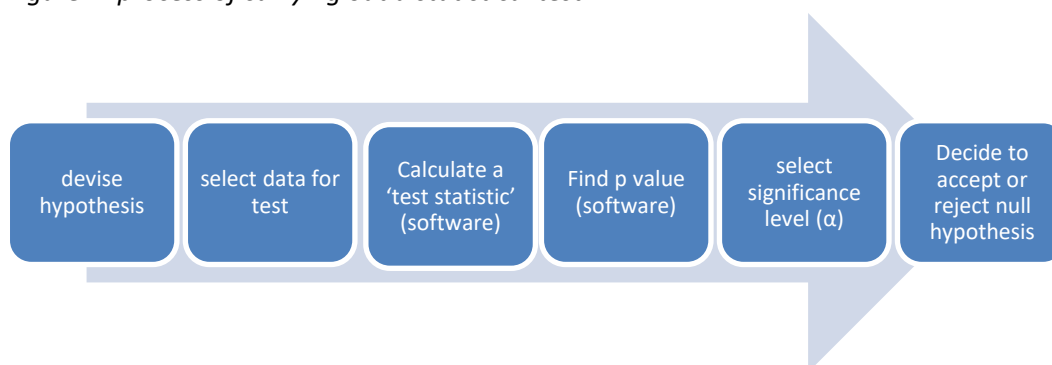 devise
hypothesis
select data for
test
Calculate a
‘test statistic’
(software)
Find p value
(software)
select
significance
level (α)
Decide to
accept or
reject null
hypothesis